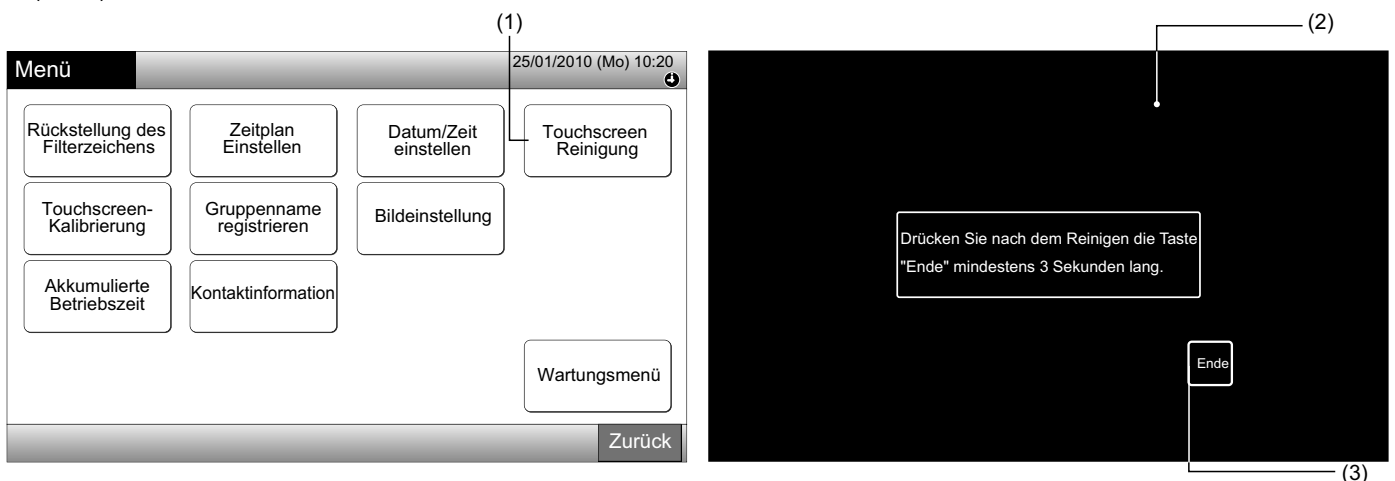 (1)
(2)
Menü
25/01/2010 (Mo) 10:20
Rückstellung des
Filterzeichens
Zeitplan
Einstellen
Datum/Zeit
einstellen
Touchscreen
Reinigung
Touchscreen-
Kalibrierung
Gruppenname
registrieren
Bildeinstellung
Akkumulierte
Betriebszeit
Kontaktinformation
Wartungsmenü
Zurück
Drücken Sie nach dem Reinigen die Taste
"Ende" mindestens 3 Sekunden lang.
Ende
(3)